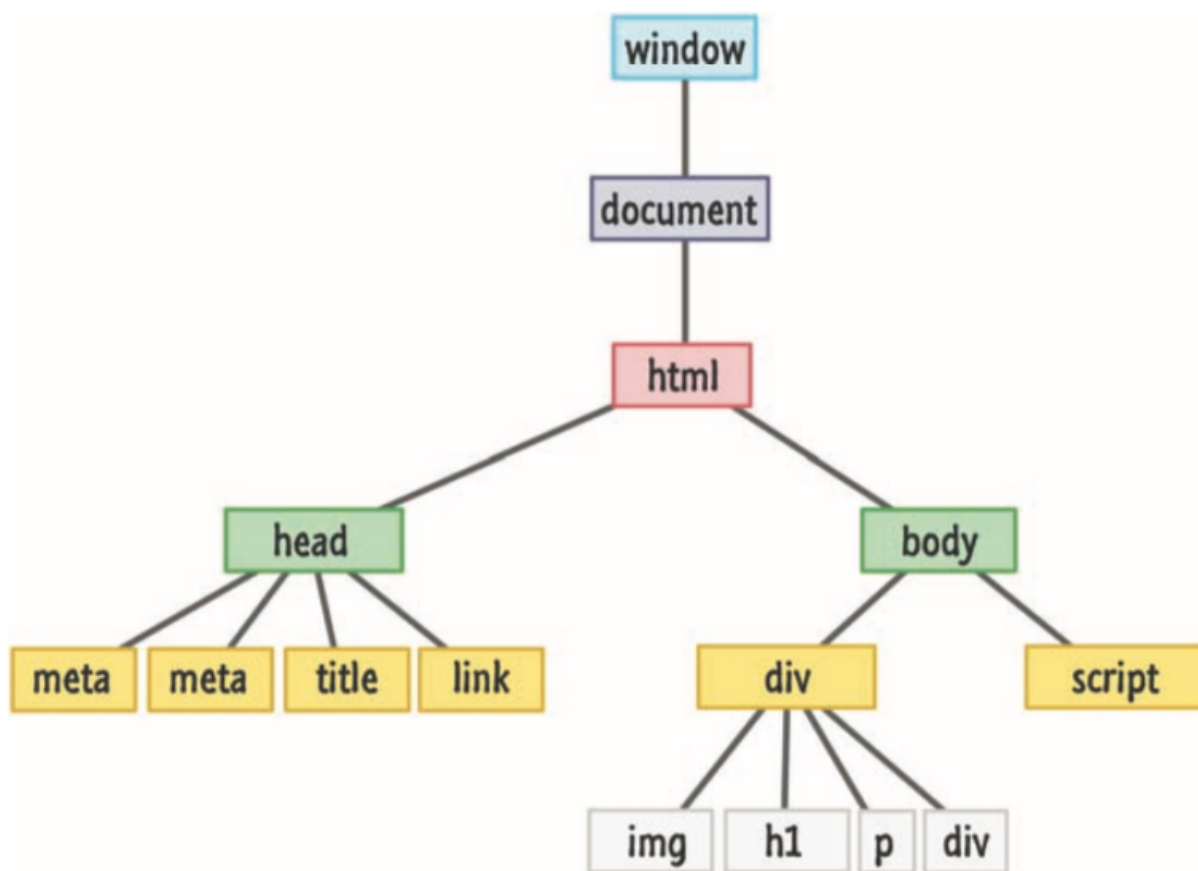 window
document
html
head body
meta meta title link div script
img h1 p div